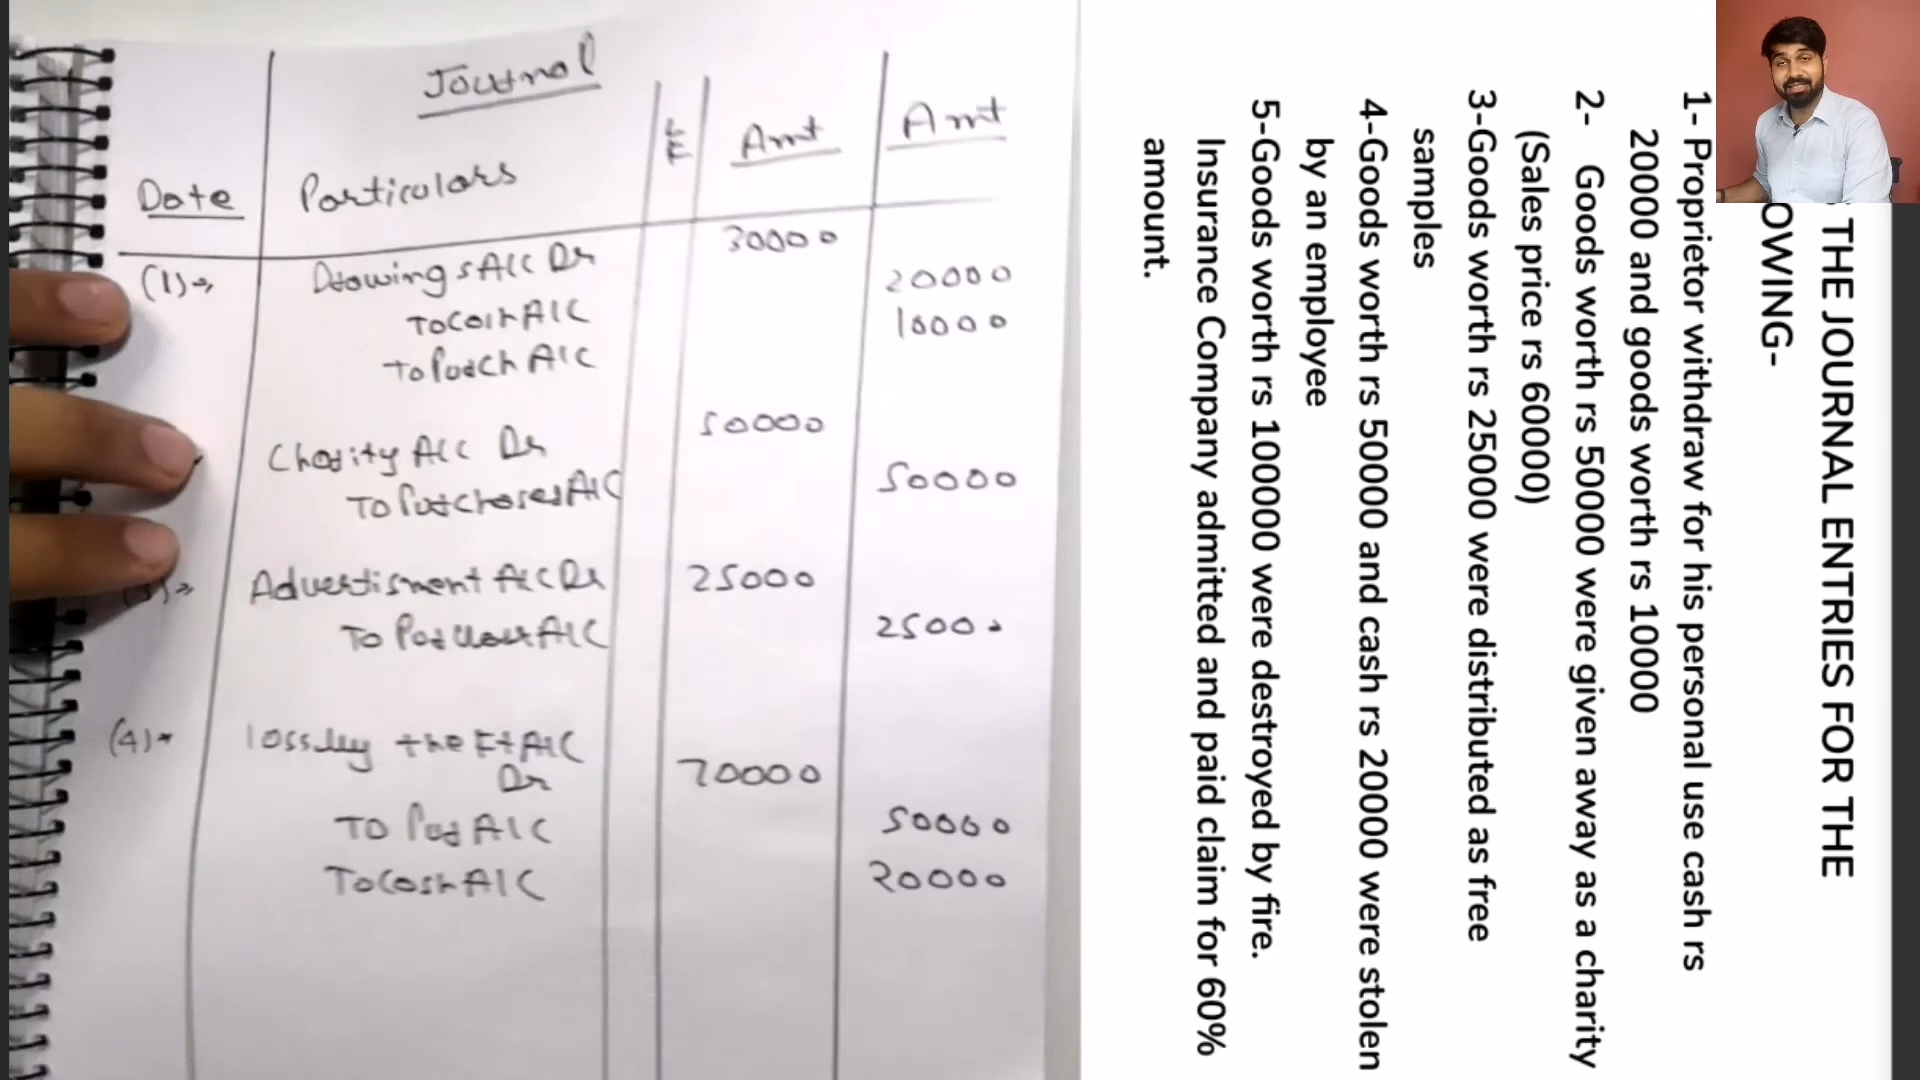 Journal
Date
Particulars
L.F
Amt
Amt
(1)→ Drawings A/C Dr 30000
To Cash A/C 20000
To Purch A/C 10000
Charity A/C Dr 50000
To Purchases A/C 50000
Advertisment A/C Dr 25000
To Purchase A/C 25000
(4)→ loss by theft A/C
Dr 70000
To Pur A/C 50000
To Cash A/C 20000
THE JOURNAL ENTRIES FOR THE
OWING-
1- Proprietor withdraw for his personal use cash rs
20000 and goods worth rs 10000
2- Goods worth rs 50000 were given away as a charity
(Sales price rs 60000)
3-Goods worth rs 25000 were distributed as free
samples
4-Goods worth rs 50000 and cash rs 20000 were stolen
by an employee
5-Goods worth rs 100000 were destroyed by fire.
Insurance Company admitted and paid claim for 60%
amount.